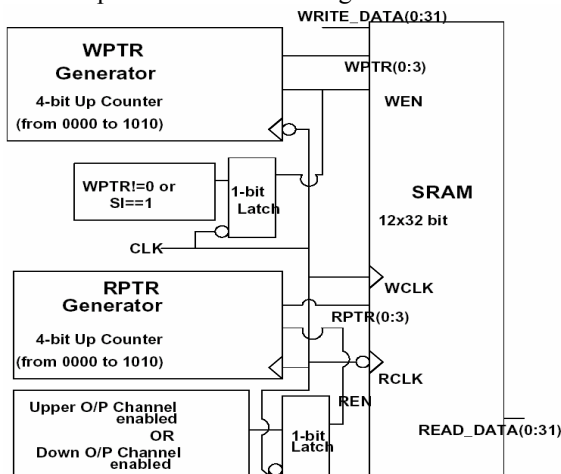 WRITE_DATA(0:31)
WPTR
Generator
4-bit Up Counter
(from 0000 to 1010)
WPTR(0:3)
WEN
WPTR!=0 or
SI==1
1-bit
Latch
SRAM
12x32 bit
CLK
RPTR
Generator
4-bit Up Counter
(from 0000 to 1010)
WCLK
RPTR(0:3)
RCLK
REN
Upper O/P Channel
enabled
OR
Down O/P Channel
enabled
1-bit
Latch
READ_DATA(0:31)